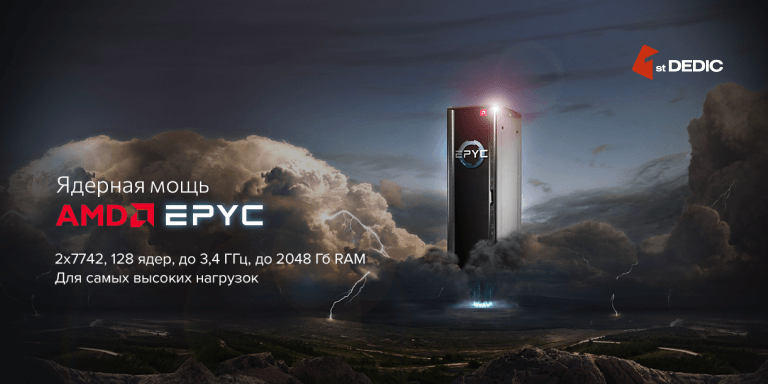 1st DEDIC
Ядерная мощь
AMD EPYC
2x7742, 128 ядер, до 3,4 ГГц, до 2048 Гб RAM
Для самых высоких нагрузок
EPYC